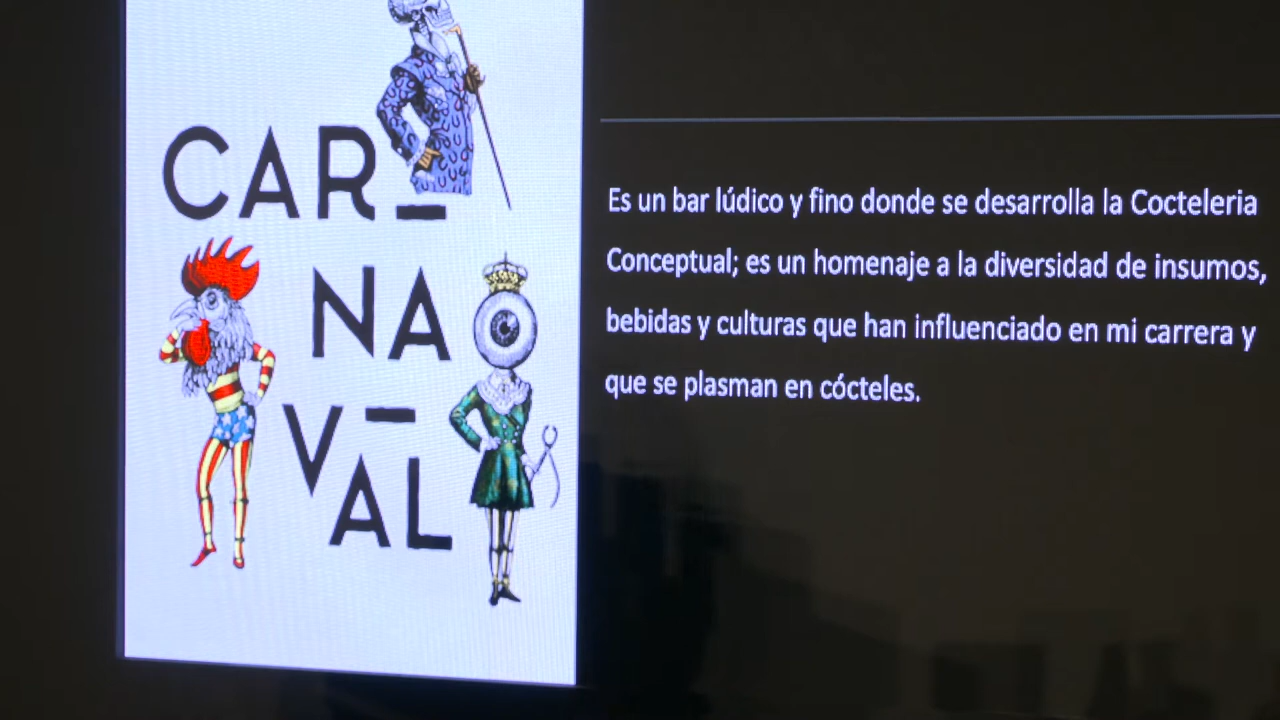 CAR-
NA
VAL
Es un bar lúdico y fino donde se desarrolla la Cocteleria
Conceptual; es un homenaje a la diversidad de insumos,
bebidas y culturas que han influenciado en mi carrera y
que se plasman en cócteles.